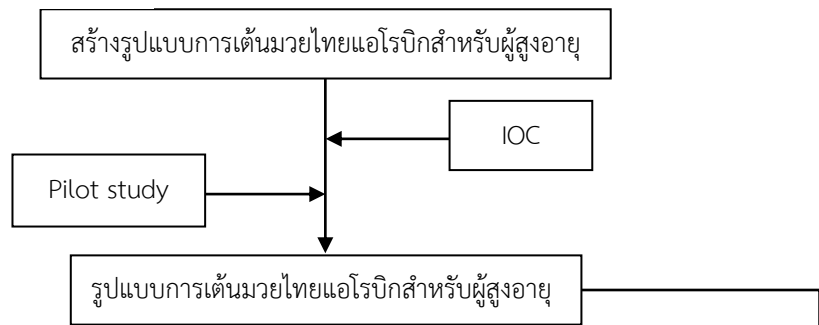 สร้างรูปแบบการเต้นมวยไทยแอโรบิกสำหรับผู้สูงอายุ
IOC
Pilot study
รูปแบบการเต้นมวยไทยแอโรบิกสำหรับผู้สูงอายุ